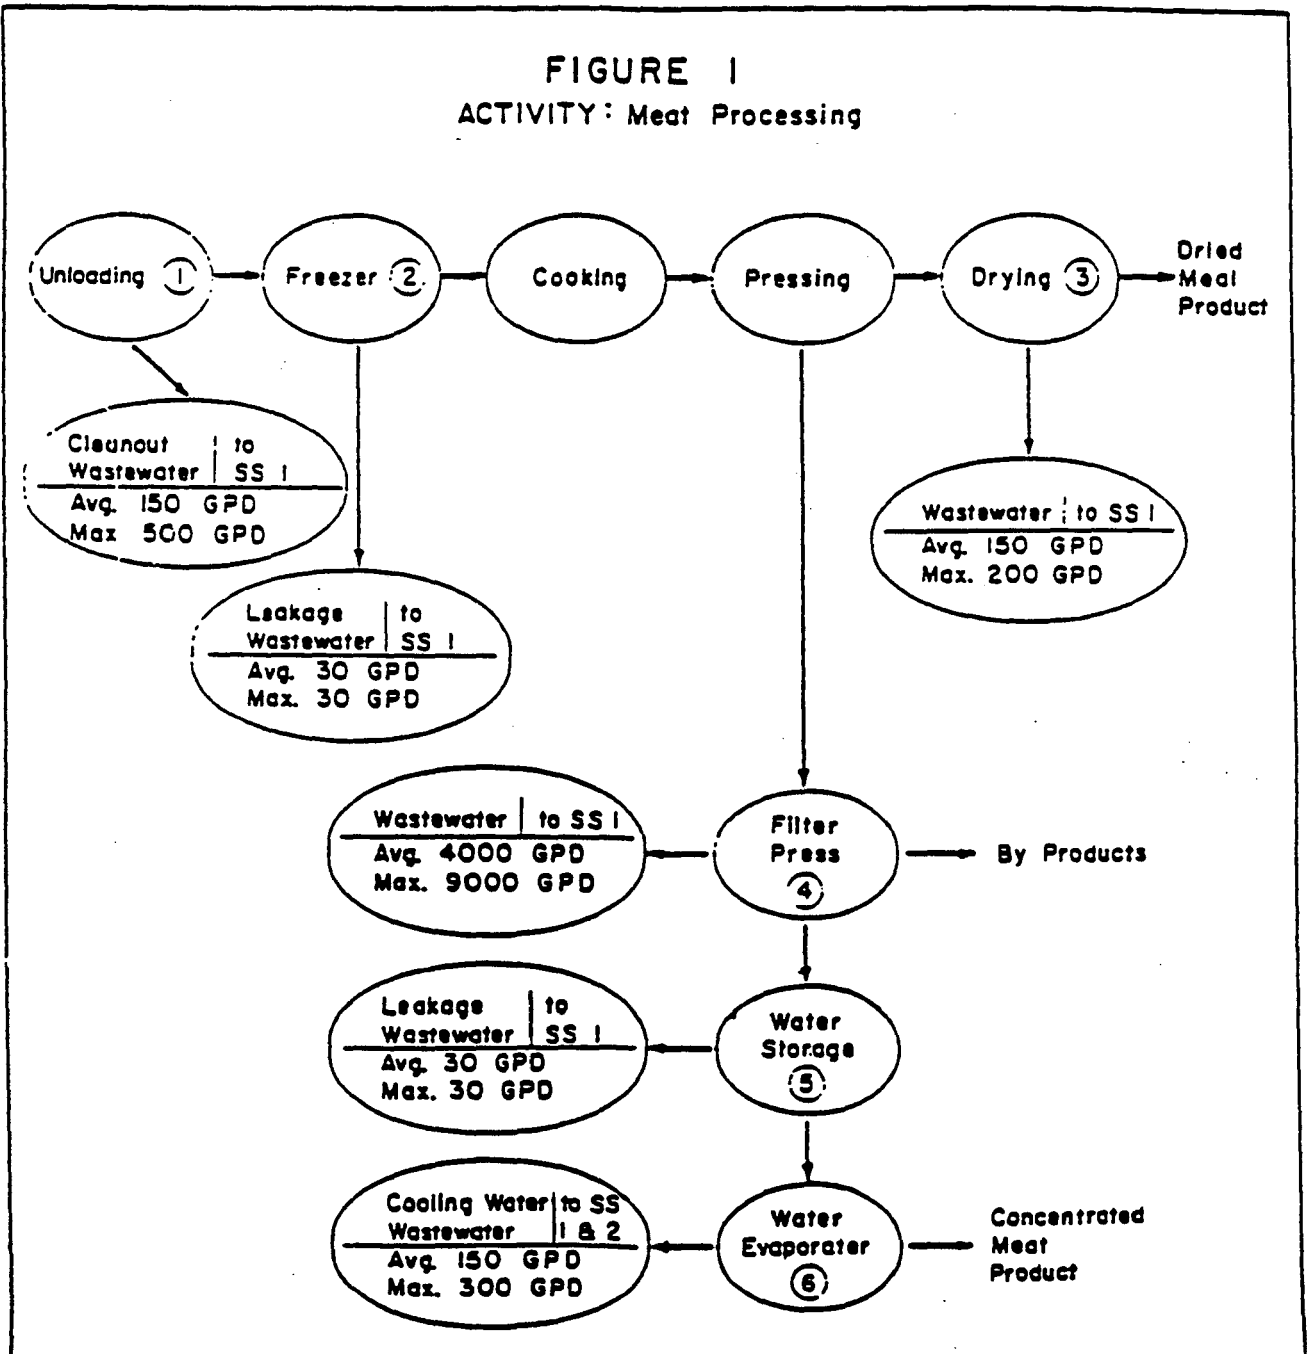 FIGURE 1
ACTIVITY: Meat Processing
Unloading 1
Freezer 2
Cooking
Pressing
Drying 3
Dried
Meal
Product
Cleanout | to
Wastewater | SS 1
Avg. 150 GPD
Max 500 GPD
Leakage | to
Wastewater | SS 1
Avg. 30 GPD
Max. 30 GPD
Wastewater | to SS 1
Avg. 150 GPD
Max. 200 GPD
Wastewater | to SS 1
Avg. 4000 GPD
Max. 9000 GPD
Filter
Press
4
By Products
Leakage | to
Wastewater | SS 1
Avg. 30 GPD
Max. 30 GPD
Water
Storage
5
Cooling Water | to SS
Wastewater | 1 & 2
Avg. 150 GPD
Max. 300 GPD
Water
Evaporater
6
Concentrated
Meat
Product